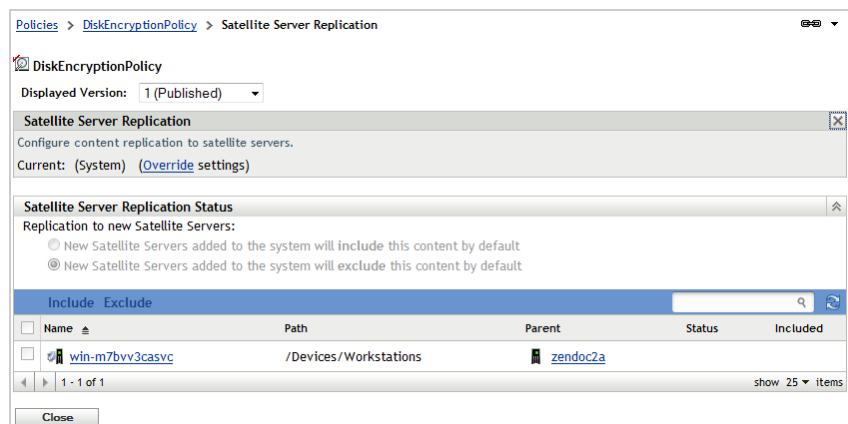 Policies > DiskEncryptionPolicy > Satellite Server Replication
DiskEncryptionPolicy
Displayed Version: 1 (Published)
Satellite Server Replication
Configure content replication to satellite servers.
Current: (System) (Override settings)
Satellite Server Replication Status
Replication to new Satellite Servers:
New Satellite Servers added to the system will include this content by default
New Satellite Servers added to the system will exclude this content by default
Include Exclude
Name Path Parent Status Included
win-m7bvv3casvc /Devices/Workstations zendoc2a
1 - 1 of 1 show 25 items
Close